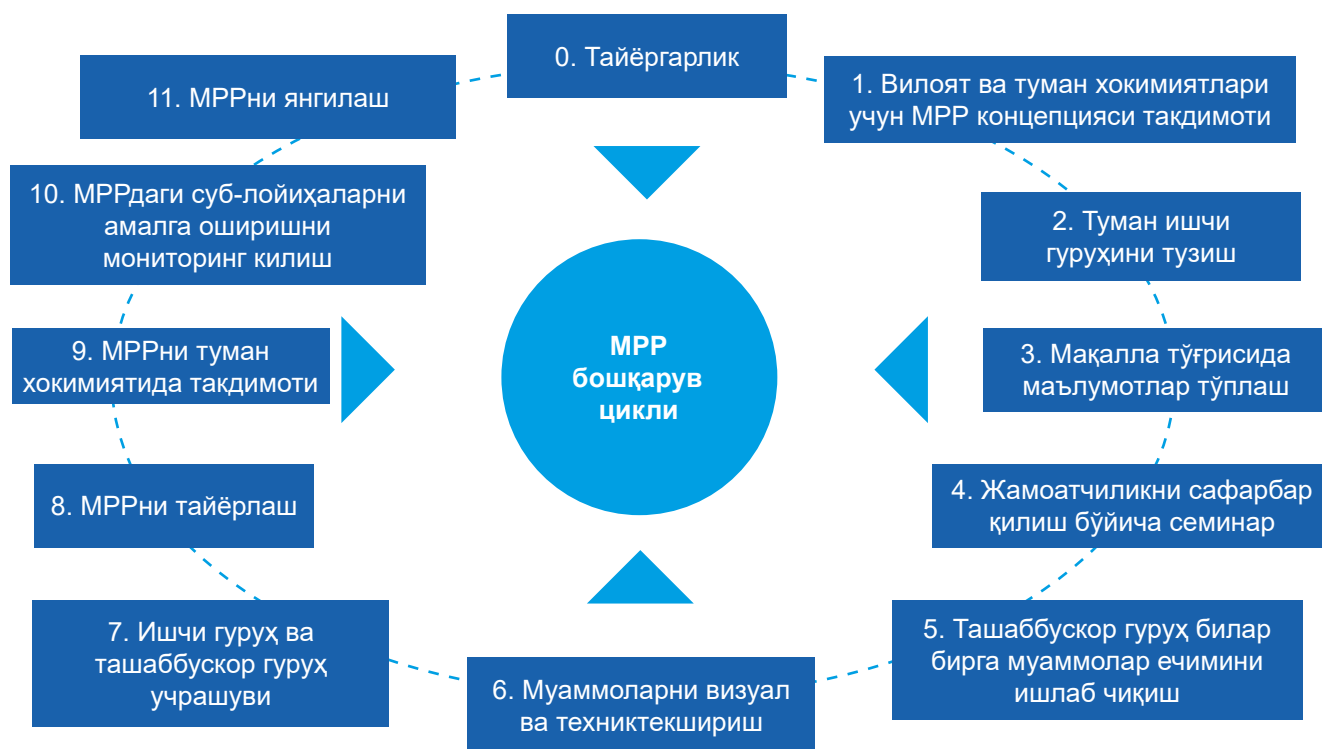 0. Тайёргарлик
1. Вилоят ва туман хокимиятлари
учун МРР концепцияси такдимоти
2. Туман ишчи
гуруҳини тузиш
3. Мақалла тўғрисида
маълумотлар тўплаш
4. Жамоатчиликни сафарбар
қилиш бўйича семинар
5. Ташаббускор гуруҳ билар
бирга муаммолар ечимини
ишлаб чиқиш
6. Муаммоларни визуал
ва техниктекшириш
7. Ишчи гуруҳ ва
ташаббускор гуруҳ
учрашуви
8. МРРни тайёрлаш
9. МРРни туман
хокимиятида такдимоти
10. МРРдаги суб-лойиҳаларни
амалга оширишни
мониторинг килиш
11. МРРни янгилаш
МРР
бошқарув
цикли